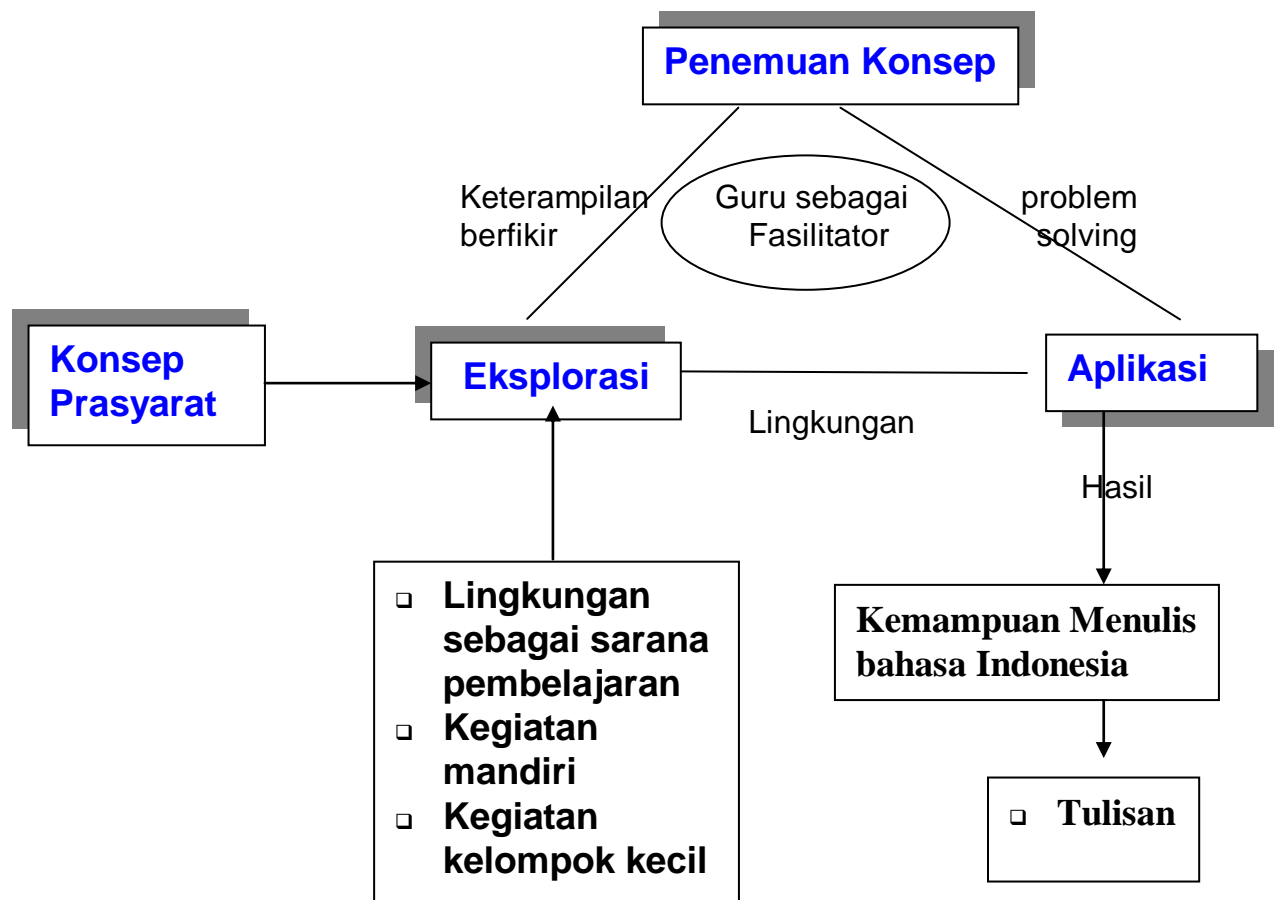 Penemuan Konsep
Keterampilan
berfikir
Guru sebagai
Fasilitator
problem
solving
Konsep
Prasyarat
Eksplorasi
Aplikasi
Lingkungan
Hasil
Lingkungan
sebagai sarana
pembelajaran
Kegiatan
mandiri
Kegiatan
kelompok kecil
Kemampuan Menulis
bahasa Indonesia
Tulisan